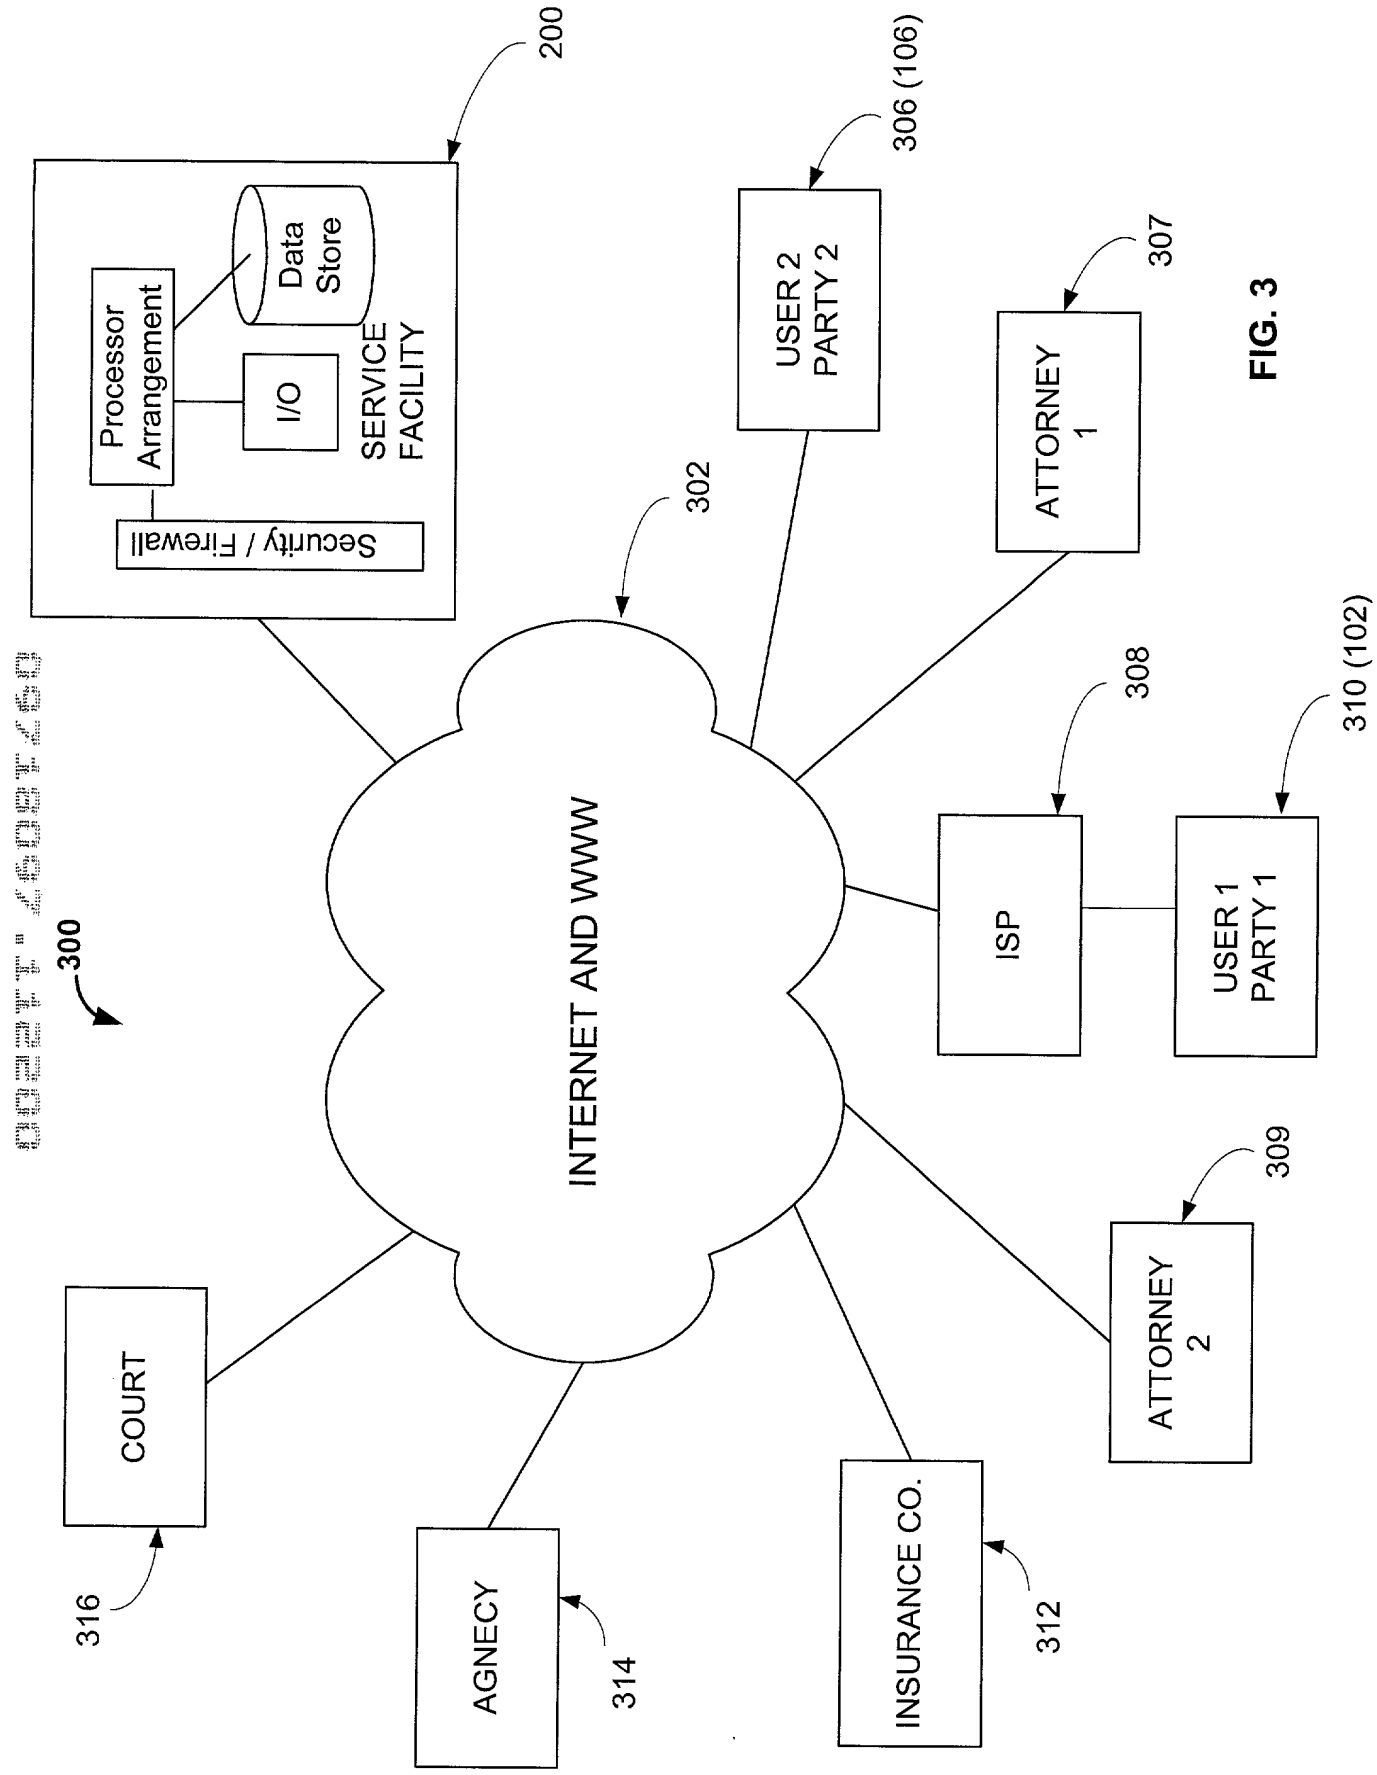 300
COURT
316
AGNECY
314
INSURANCE CO.
312
ATTORNEY
2
309
INTERNET AND WWW
302
ISP
308
USER 1
PARTY 1
310 (102)
ATTORNEY
1
307
USER 2
PARTY 2
306 (106)
Processor
Arrangement
Security / Firewall
I/O
Data
Store
SERVICE
FACILITY
200
FIG. 3